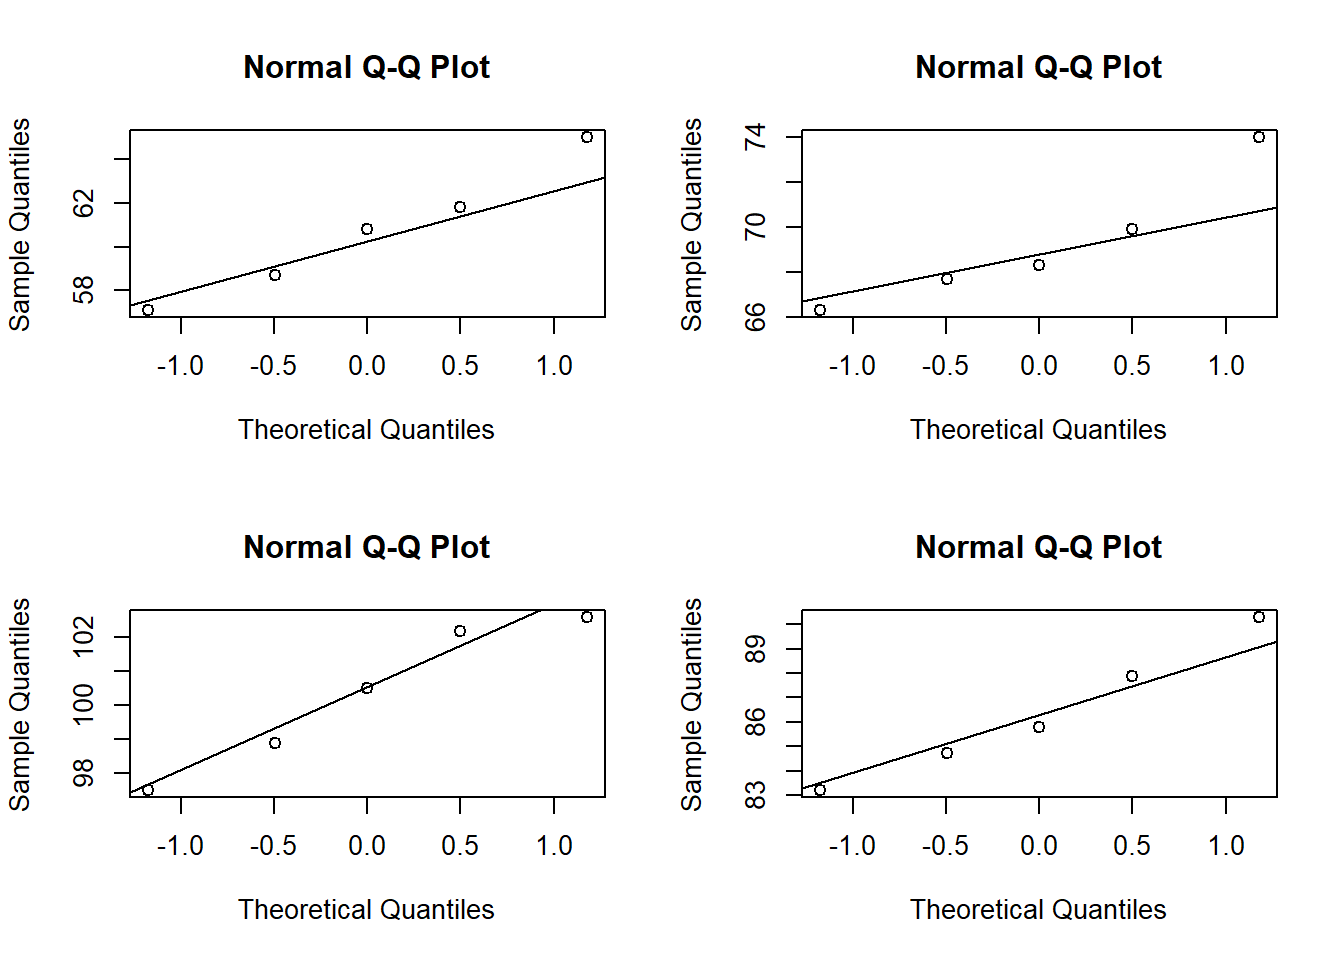 Normal Q-Q Plot
Sample Quantiles
62
58
-1.0 -0.5 0.0 0.5 1.0
Theoretical Quantiles
Normal Q-Q Plot
Sample Quantiles
74
70
66
-1.0 -0.5 0.0 0.5 1.0
Theoretical Quantiles
Normal Q-Q Plot
Sample Quantiles
102
100
98
-1.0 -0.5 0.0 0.5 1.0
Theoretical Quantiles
Normal Q-Q Plot
Sample Quantiles
89
86
83
-1.0 -0.5 0.0 0.5 1.0
Theoretical Quantiles